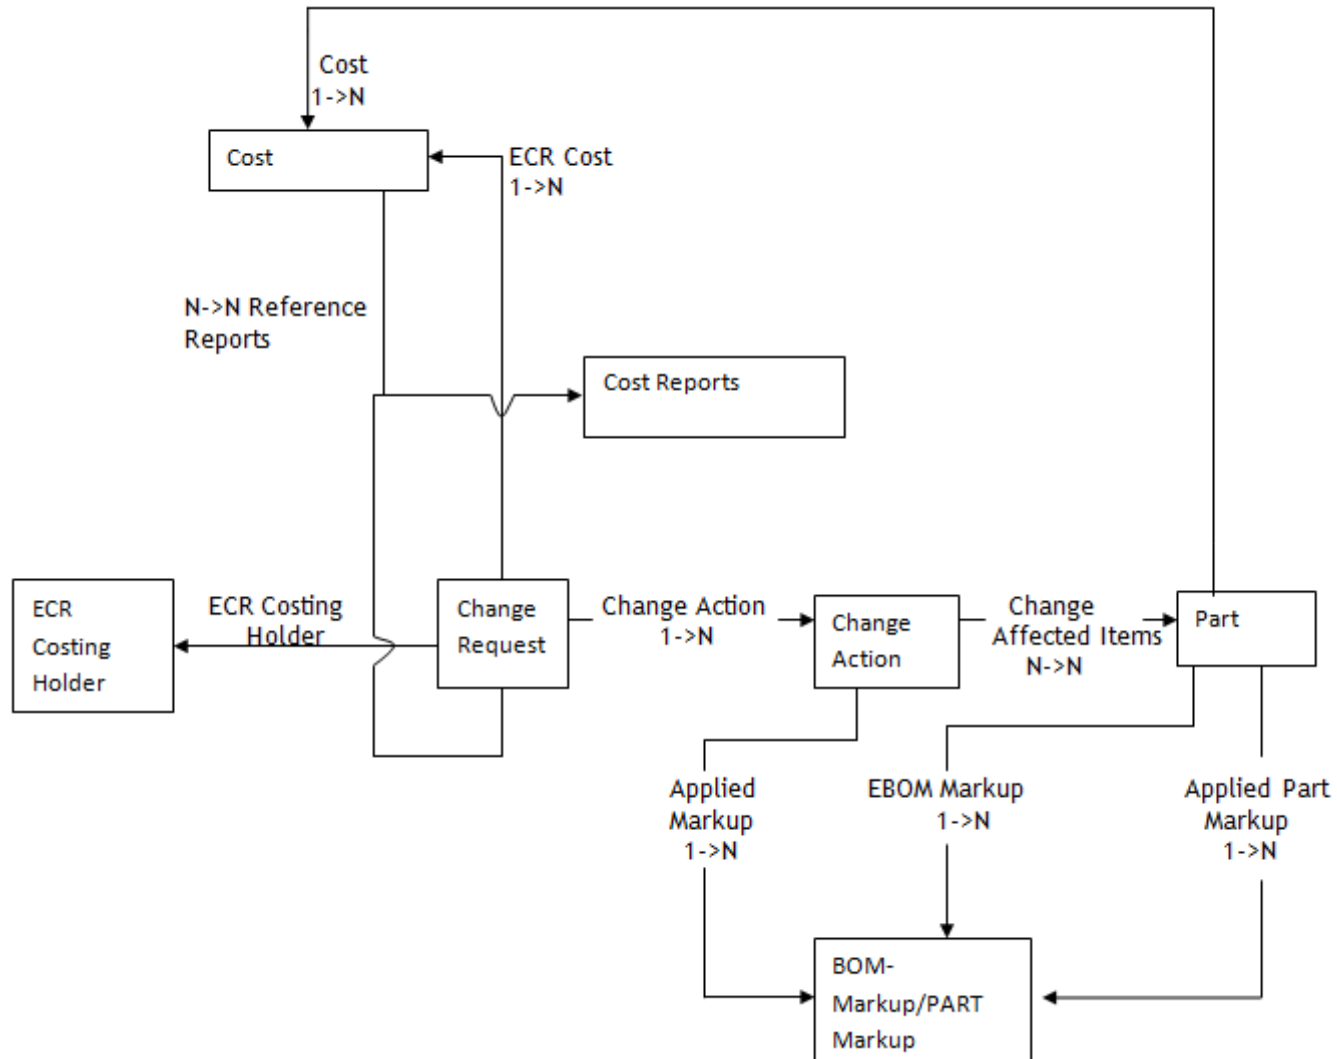 Cost
1->N
Cost
ECR Cost
1->N
N->N Reference
Reports
Cost Reports
ECR
Costing
Holder
ECR Costing
Holder
Change
Request
Change Action
1->N
Change
Action
Change
Affected Items
N->N
Part
Applied
Markup
1->N
EBOM Markup
1->N
Applied Part
Markup
1->N
BOM-
Markup/PART
Markup